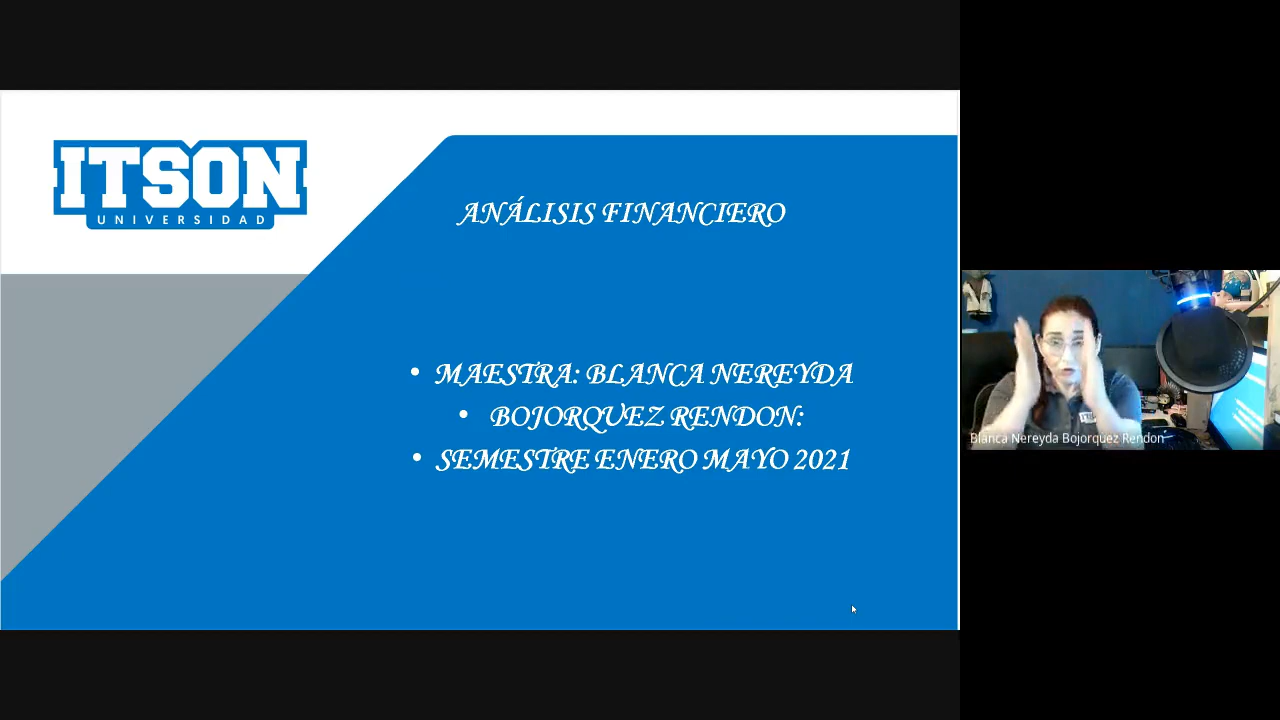 ITSON
UNIVERSIDAD
ANÁLISIS FINANCIERO
• MAESTRA: BLANCA NEREYDA
• BOJORQUEZ RENDON:
• SEMESTRE ENERO MAYO 2021
Blanca Nereyda Bojorquez Rendon